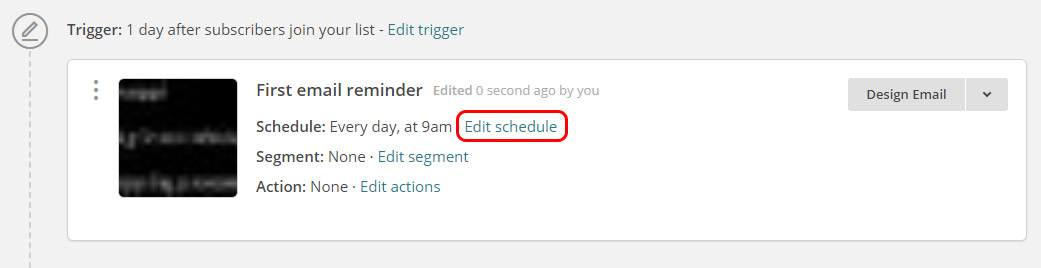 Trigger: 1 day after subscribers join your list - Edit trigger
First email reminder Edited 0 second ago by you
Design Email
Schedule: Every day, at 9am Edit schedule
Segment: None · Edit segment
Action: None · Edit actions